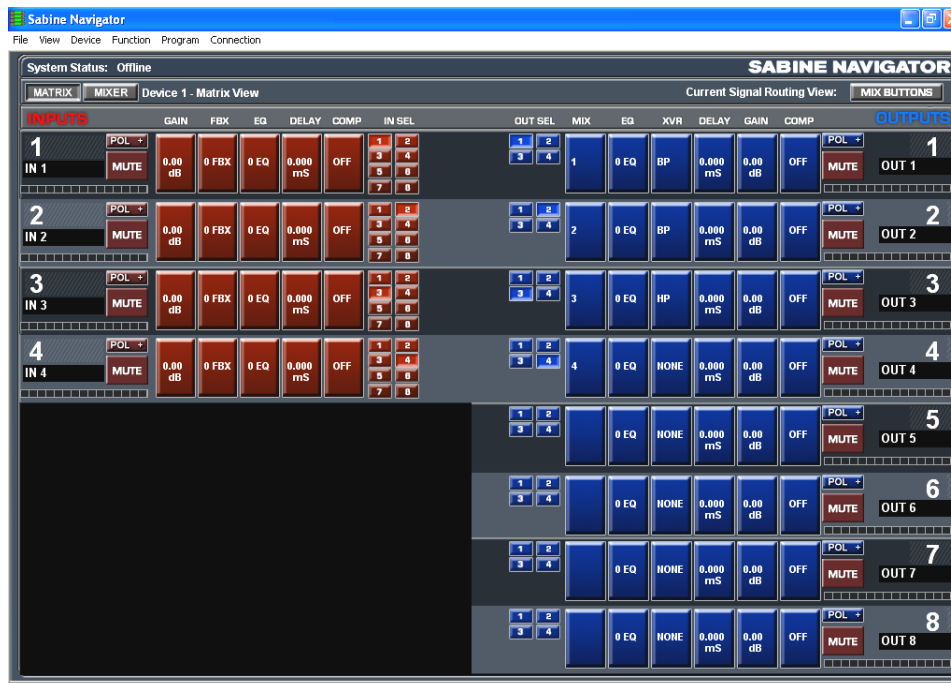 Sabine Navigator
File View Device Function Program Connection
System Status: Offline SABINE NAVIGATOR
MATRIX MIXER Device 1 - Matrix View Current Signal Routing View: MIX BUTTONS
INPUTS GAIN FBX EQ DELAY COMP IN SEL OUT SEL MIX EQ XVR DELAY GAIN COMP OUTPUTS
1 POL + 1 2 1 2 POL + 1
IN 1 MUTE 0.00 dB 0 FBX 0 EQ 0.000 mS OFF 3 4 3 4 1 0 EQ BP 0.000 mS 0.00 dB OFF MUTE OUT 1
5 6
7 8
2 POL + 1 2 1 2 POL + 2
IN 2 MUTE 0.00 dB 0 FBX 0 EQ 0.000 mS OFF 3 4 3 4 2 0 EQ BP 0.000 mS 0.00 dB OFF MUTE OUT 2
5 6
7 8
3 POL + 1 2 1 2 POL + 3
IN 3 MUTE 0.00 dB 0 FBX 0 EQ 0.000 mS OFF 3 4 3 4 3 0 EQ HP 0.000 mS 0.00 dB OFF MUTE OUT 3
5 6
7 8
4 POL + 1 2 1 2 POL + 4
IN 4 MUTE 0.00 dB 0 FBX 0 EQ 0.000 mS OFF 3 4 3 4 4 0 EQ NONE 0.000 mS 0.00 dB OFF MUTE OUT 4
5 6
7 8
1 2 POL + 5
3 4 0 EQ NONE 0.000 mS 0.00 dB OFF MUTE OUT 5
1 2 POL + 6
3 4 0 EQ NONE 0.000 mS 0.00 dB OFF MUTE OUT 6
1 2 POL + 7
3 4 0 EQ NONE 0.000 mS 0.00 dB OFF MUTE OUT 7
1 2 POL + 8
3 4 0 EQ NONE 0.000 mS 0.00 dB OFF MUTE OUT 8